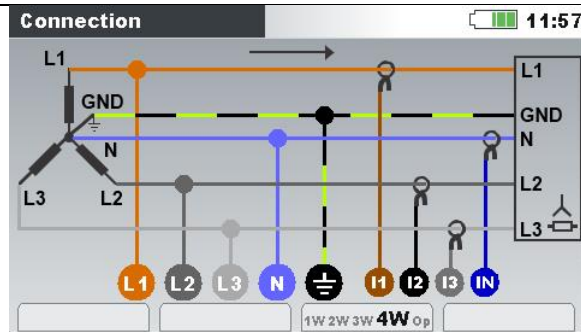 Connection 11:57
L1 L1
GND GND
N N
L3 L2 L2
L3
L1 L2 L3 N I1 I2 I3 IN
1W 2W 3W 4W Op